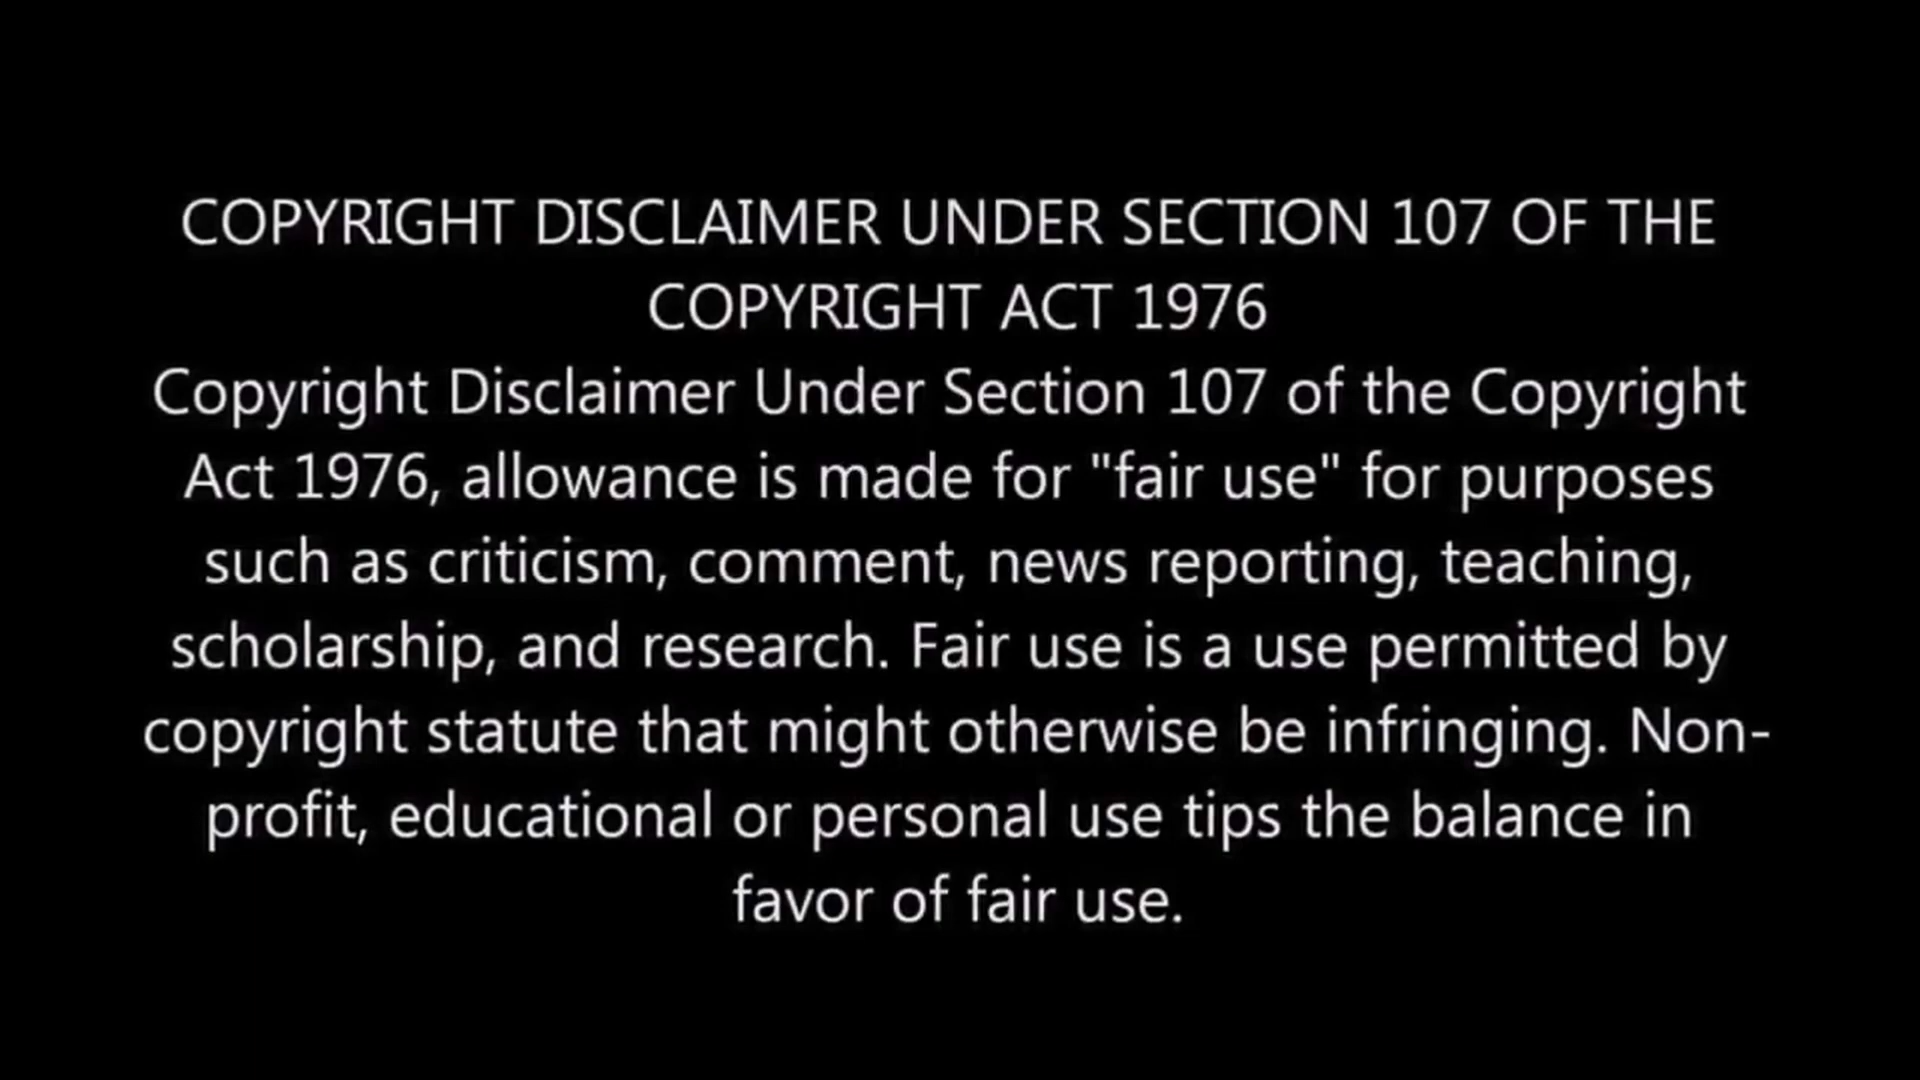 COPYRIGHT DISCLAIMER UNDER SECTION 107 OF THE
COPYRIGHT ACT 1976
Copyright Disclaimer Under Section 107 of the Copyright
Act 1976, allowance is made for "fair use" for purposes
such as criticism, comment, news reporting, teaching,
scholarship, and research. Fair use is a use permitted by
copyright statute that might otherwise be infringing. Non-
profit, educational or personal use tips the balance in
favor of fair use.